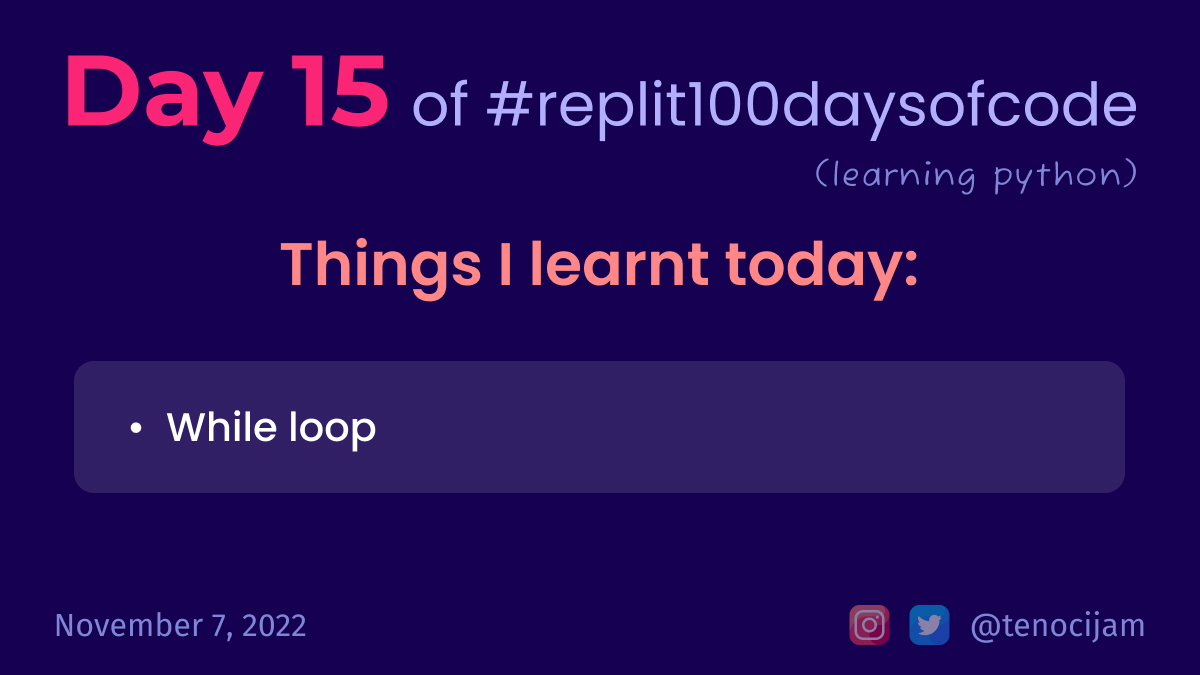 Day 15 of #replit100daysofcode
(learning python)
Things I learnt today:
• While loop
November 7, 2022 @tenocijam